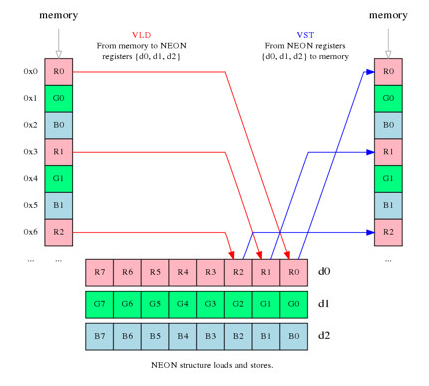 memory
memory
VLD
From memory to NEON
registers {d0, d1, d2}
VST
From NEON registers
{d0, d1, d2} to memory
0x0 R0 R0
0x1 G0 G0
0x2 B0 B0
0x3 R1 R1
0x4 G1 G1
0x5 B1 B1
0x6 R2 R2
... ... ...
R7 R6 R5 R4 R3 R2 R1 R0 d0
G7 G6 G5 G4 G3 G2 G1 G0 d1
B7 B6 B5 B4 B3 B2 B1 B0 d2
NEON structure loads and stores.